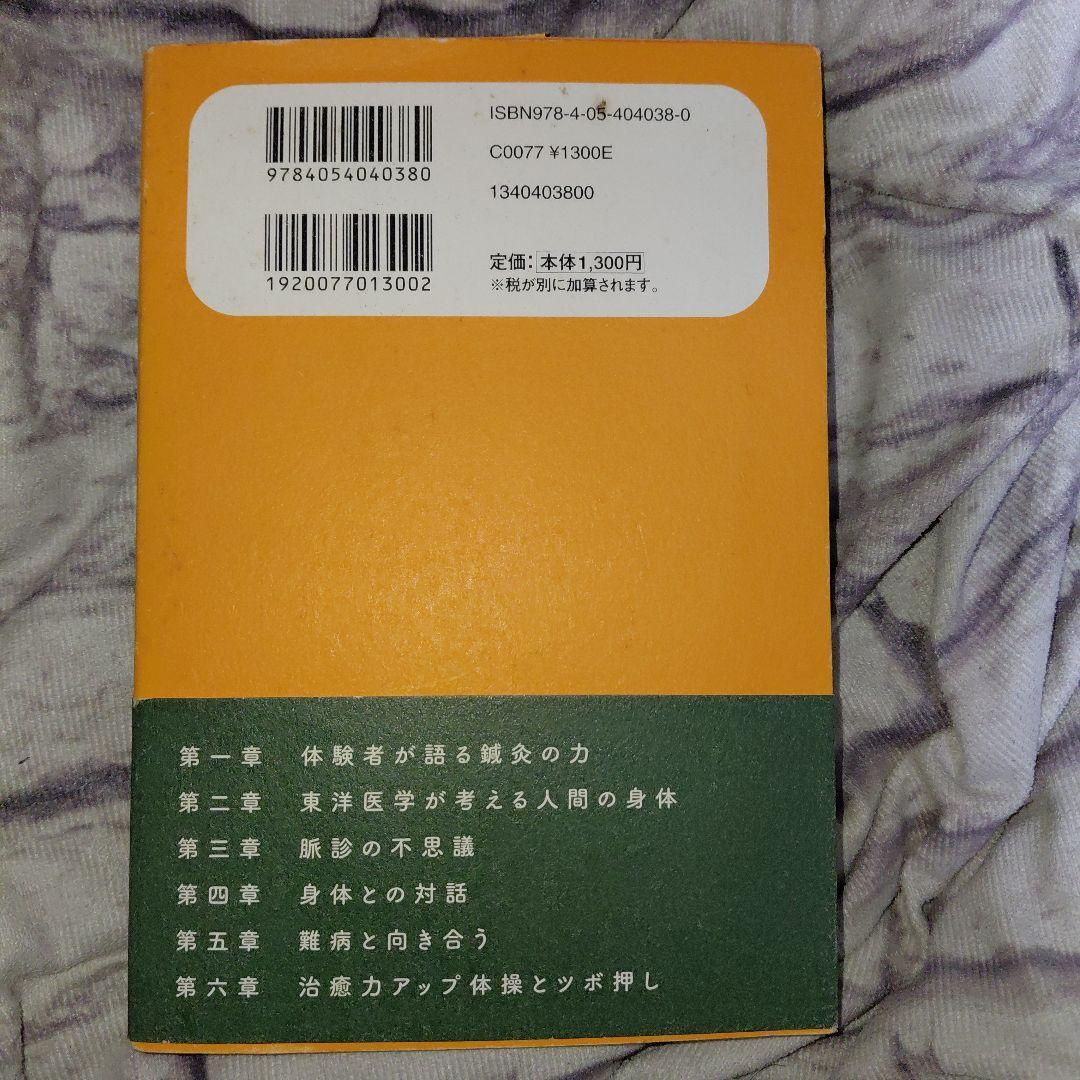 ISBN978-4-05-404038-0
9784054040380
C0077 ¥1300E
1340403800
1920077013002
定価：本体1,300円
※税が別に加算されます。
第一章 体験者が語る鍼灸の力
第二章 東洋医学が考える人間の身体
第三章 脈診の不思議
第四章 身体との対話
第五章 難病と向き合う
第六章 治癒力アップ体操とツボ押し